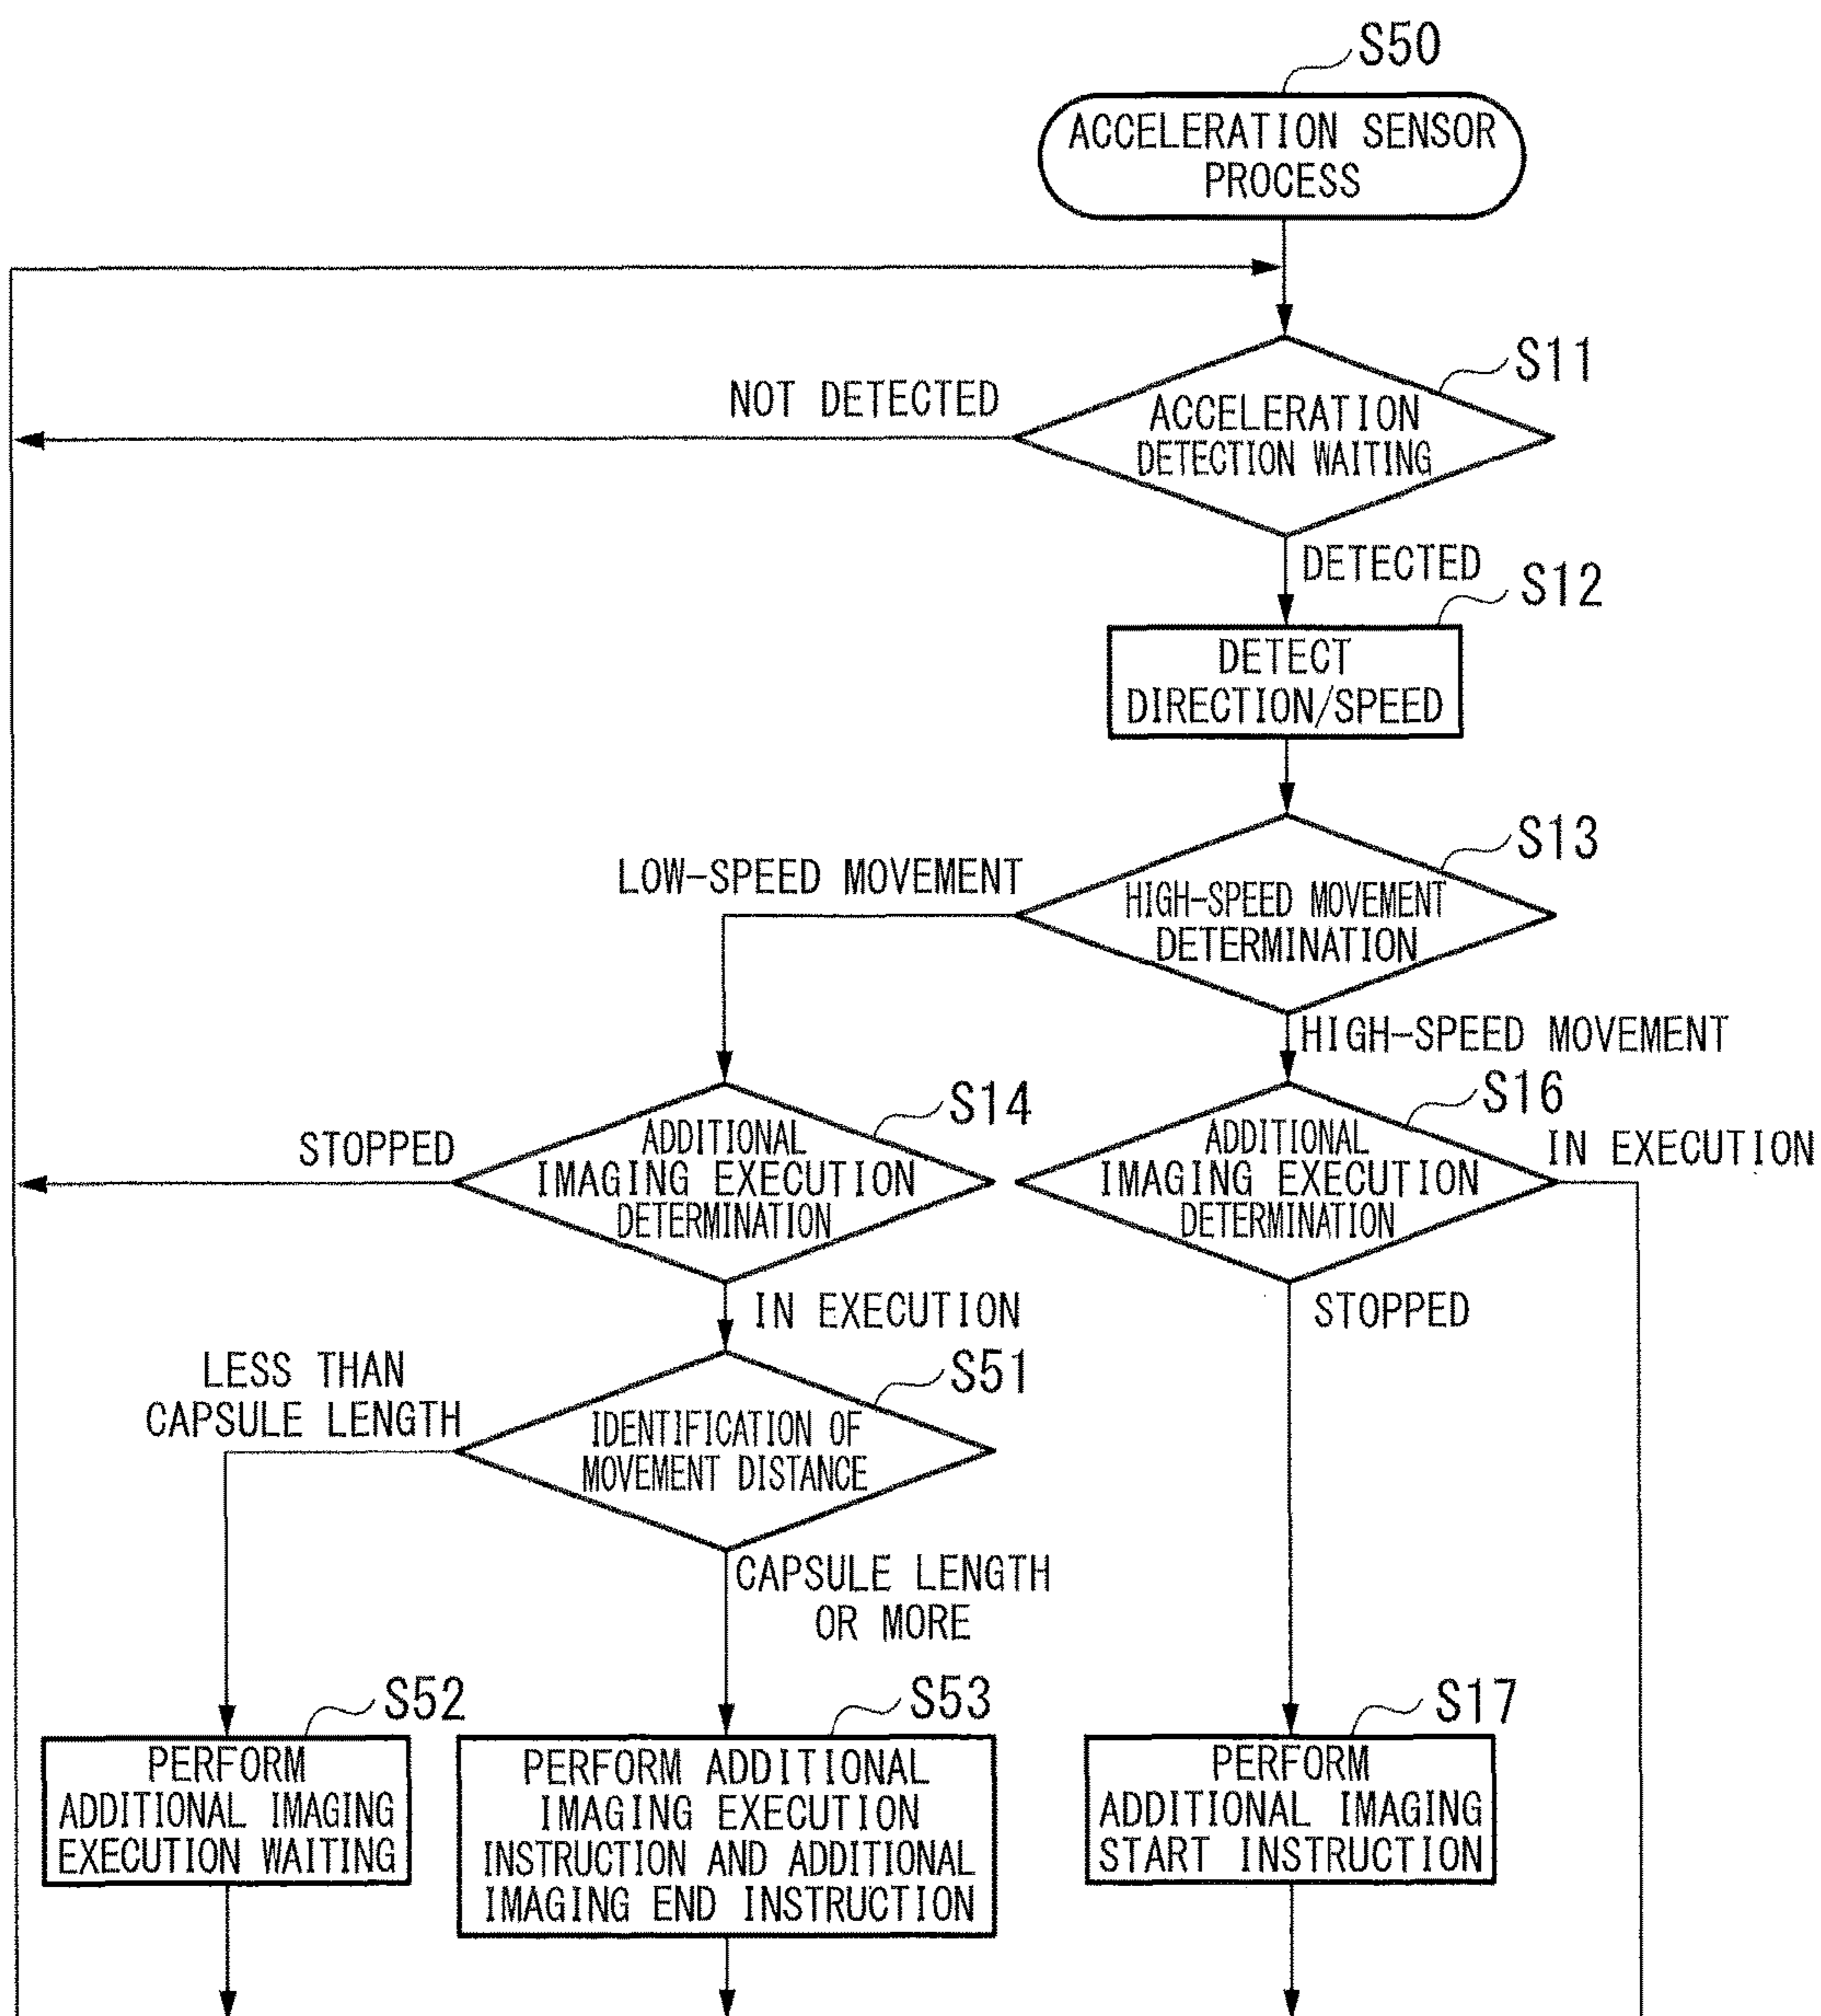 S50
ACCELERATION SENSOR
PROCESS
S11
NOT DETECTED
ACCELERATION
DETECTION WAITING
DETECTED
S12
DETECT
DIRECTION/SPEED
S13
LOW-SPEED MOVEMENT
HIGH-SPEED MOVEMENT
DETERMINATION
HIGH-SPEED MOVEMENT
S14
STOPPED
ADDITIONAL
IMAGING EXECUTION
DETERMINATION
S16
ADDITIONAL
IMAGING EXECUTION
DETERMINATION
IN EXECUTION
IN EXECUTION
STOPPED
LESS THAN
CAPSULE LENGTH
S51
IDENTIFICATION OF
MOVEMENT DISTANCE
CAPSULE LENGTH
OR MORE
S52
PERFORM
ADDITIONAL IMAGING
EXECUTION WAITING
S53
PERFORM ADDITIONAL
IMAGING EXECUTION
INSTRUCTION AND ADDITIONAL
IMAGING END INSTRUCTION
S17
PERFORM
ADDITIONAL IMAGING
START INSTRUCTION